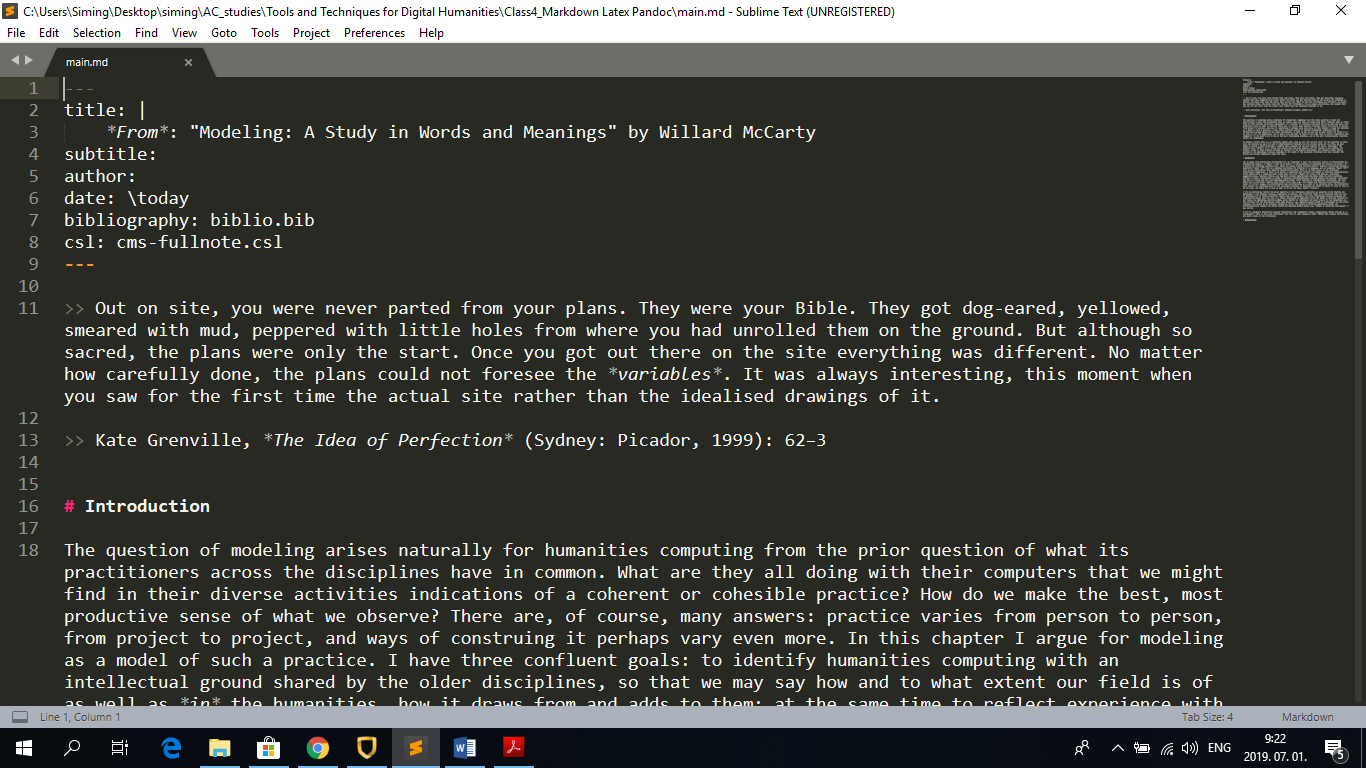 C:\Users\Siming\Desktop\siming\AC_studies\Tools and Techniques for Digital Humanities\Class4_Markdown Latex Pandoc\main.md - Sublime Text (UNREGISTERED)
File Edit Selection Find View Goto Tools Project Preferences Help
main.md
1 ---
2 title: |
3 *From*: "Modeling: A Study in Words and Meanings" by Willard McCarty
4 subtitle:
5 author:
6 date: \today
7 bibliography: biblio.bib
8 csl: cms-fullnote.csl
9 ---
10
11 >> Out on site, you were never parted from your plans. They were your Bible. They got dog-eared, yellowed,
smeared with mud, peppered with little holes from where you had unrolled them on the ground. But although so
sacred, the plans were only the start. Once you got out there on the site everything was different. No matter
how carefully done, the plans could not foresee the *variables*. It was always interesting, this moment when
you saw for the first time the actual site rather than the idealised drawings of it.
12
13 >> Kate Grenville, *The Idea of Perfection* (Sydney: Picador, 1999): 62–3
14
15
16 # Introduction
17
18 The question of modeling arises naturally for humanities computing from the prior question of what its
practitioners across the disciplines have in common. What are they all doing with their computers that we might
find in their diverse activities indications of a coherent or cohesible practice? How do we make the best, most
productive sense of what we observe? There are, of course, many answers: practice varies from person to person,
from project to project, and ways of construing it perhaps vary even more. In this chapter I argue for modeling
as a model of such a practice. I have three confluent goals: to identify humanities computing with an
intellectual ground shared by the older disciplines, so that we may say how and to what extent our field is of
as well as *in* the humanities, how it draws from and adds to them; at the same time to reflect experience with
Line 1, Column 1
Tab Size: 4
Markdown
ENG
9:22
2019. 07. 01.
5